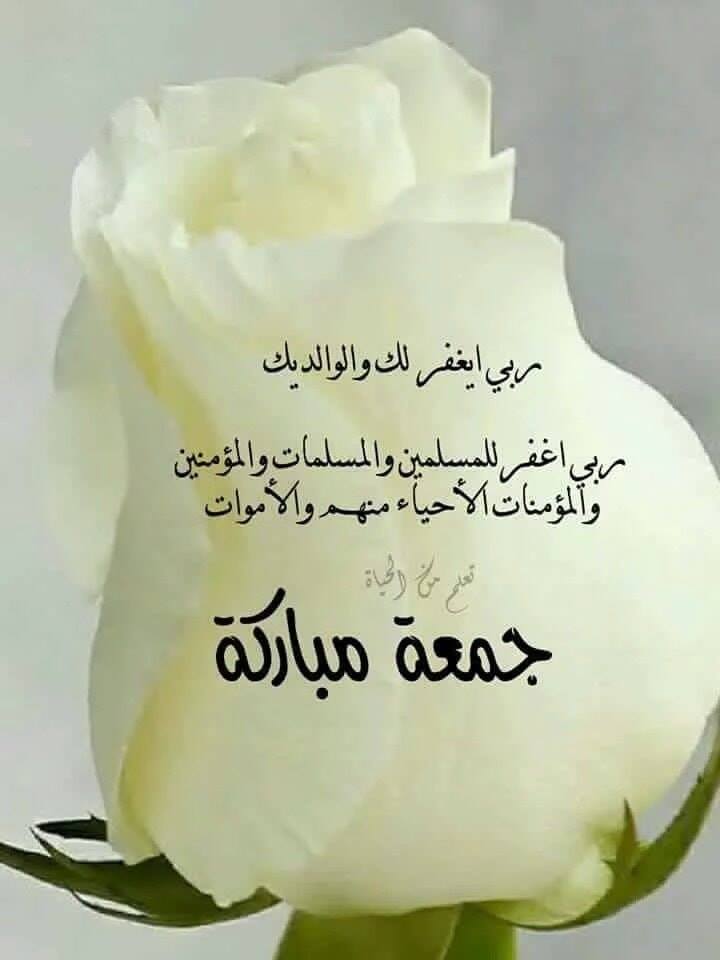 ربي ايغفر لك والوالديك
ربي اغفر للمسلمين والمسلمات والمؤمنين
والمؤمنات الأحياء منهم والأموات
تعلم من الحياة
جمعة مباركة